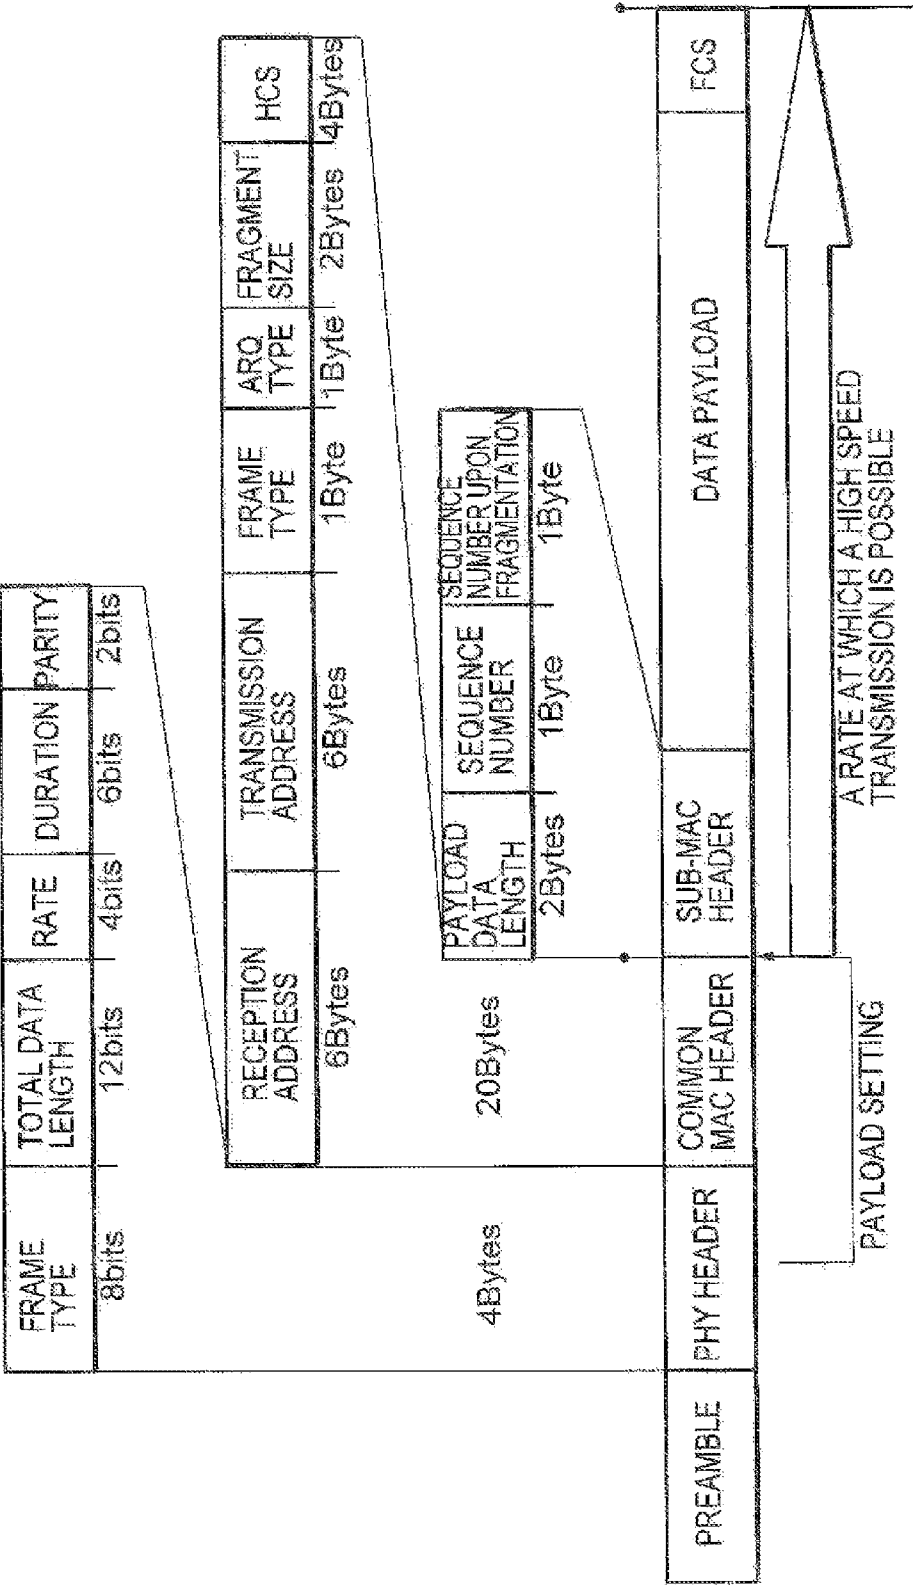 FRAME
TYPE
TOTAL DATA
LENGTH
RATE
DURATION
PARITY
8bits
12bits
4bits
6bits
2bits
RECEPTION
ADDRESS
TRANSMISSION
ADDRESS
FRAME
TYPE
ARQ
TYPE
FRAGMENT
SIZE
HCS
6Bytes
6Bytes
1Byte
1Byte
2Bytes
4Bytes
PAYLOAD
DATA
LENGTH
SEQUENCE
NUMBER
SEQUENCE
NUMBER UPON
FRAGMENTATION
4Bytes
20Bytes
2Bytes
1Byte
1Byte
PREAMBLE
PHY HEADER
COMMON
MAC HEADER
SUB-MAC
HEADER
DATA PAYLOAD
FCS
PAYLOAD SETTING
A RATE AT WHICH A HIGH SPEED
TRANSMISSION IS POSSIBLE